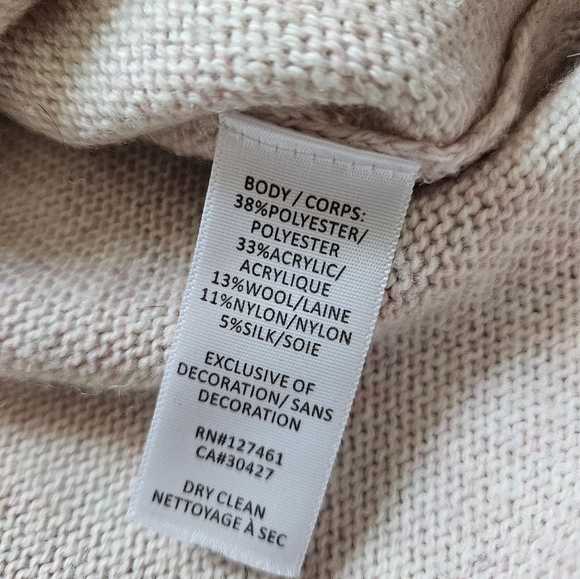 BODY / CORPS:
38%POLYESTER/
POLYESTER
33%ACRYLIC/
ACRYLIQUE
13%WOOL/LAINE
11%NYLON/NYLON
5%SILK/SOIE
EXCLUSIVE OF
DECORATION/ SANS
DECORATION
RN#127461
CA#30427
DRY CLEAN
NETTOYAGE À SEC